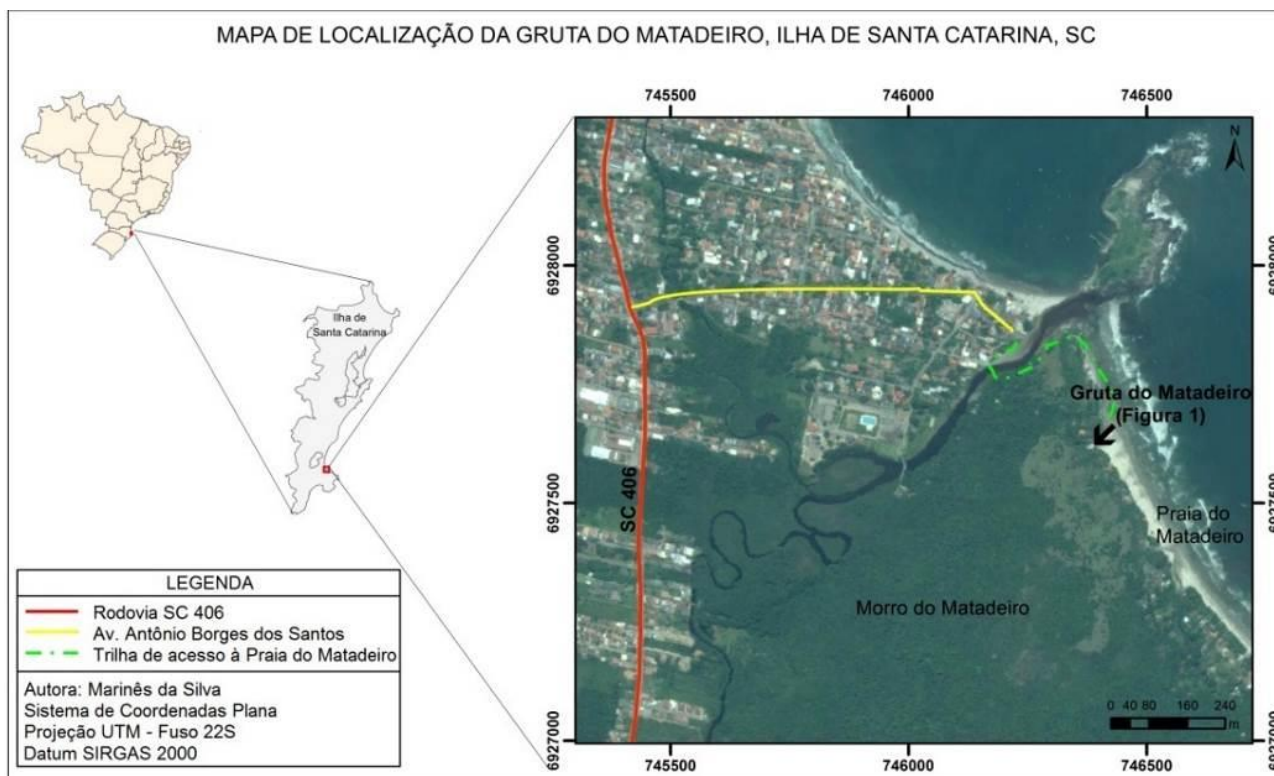 MAPA DE LOCALIZAÇÃO DA GRUTA DO MATADEIRO, ILHA DE SANTA CATARINA, SC
745500
746000
746500
N
6928000
6928000
Ilha de
Santa Catarina
Gruta do Matadeiro
(Figura 1)
6927500
6927500
SC 406
Praia do
Matadeiro
Morro do Matadeiro
LEGENDA
Rodovia SC 406
Av. Antônio Borges dos Santos
Trilha de acesso à Praia do Matadeiro
Autora: Marinês da Silva
Sistema de Coordenadas Plana
Projeção UTM - Fuso 22S
Datum SIRGAS 2000
0 40 80 160 240
m
6927000
6927000
745500
746000
746500